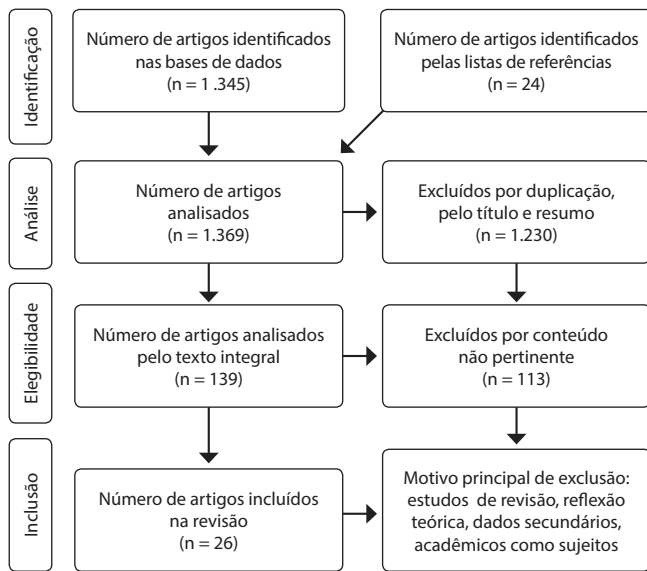 Identificação
Número de artigos identificados
nas bases de dados
(n = 1 .345)
Número de artigos identificados
pelas listas de referências
(n = 24)
Análise
Número de artigos
analisados
(n = 1.369)
Excluídos por duplicação,
pelo título e resumo
(n = 1.230)
Elegibilidade
Número de artigos analisados
pelo texto integral
(n = 139)
Excluídos por conteúdo
não pertinente
(n = 113)
Inclusão
Número de artigos incluídos
na revisão
(n = 26)
Motivo principal de exclusão:
estudos de revisão, reflexão
teórica, dados secundários,
acadêmicos como sujeitos